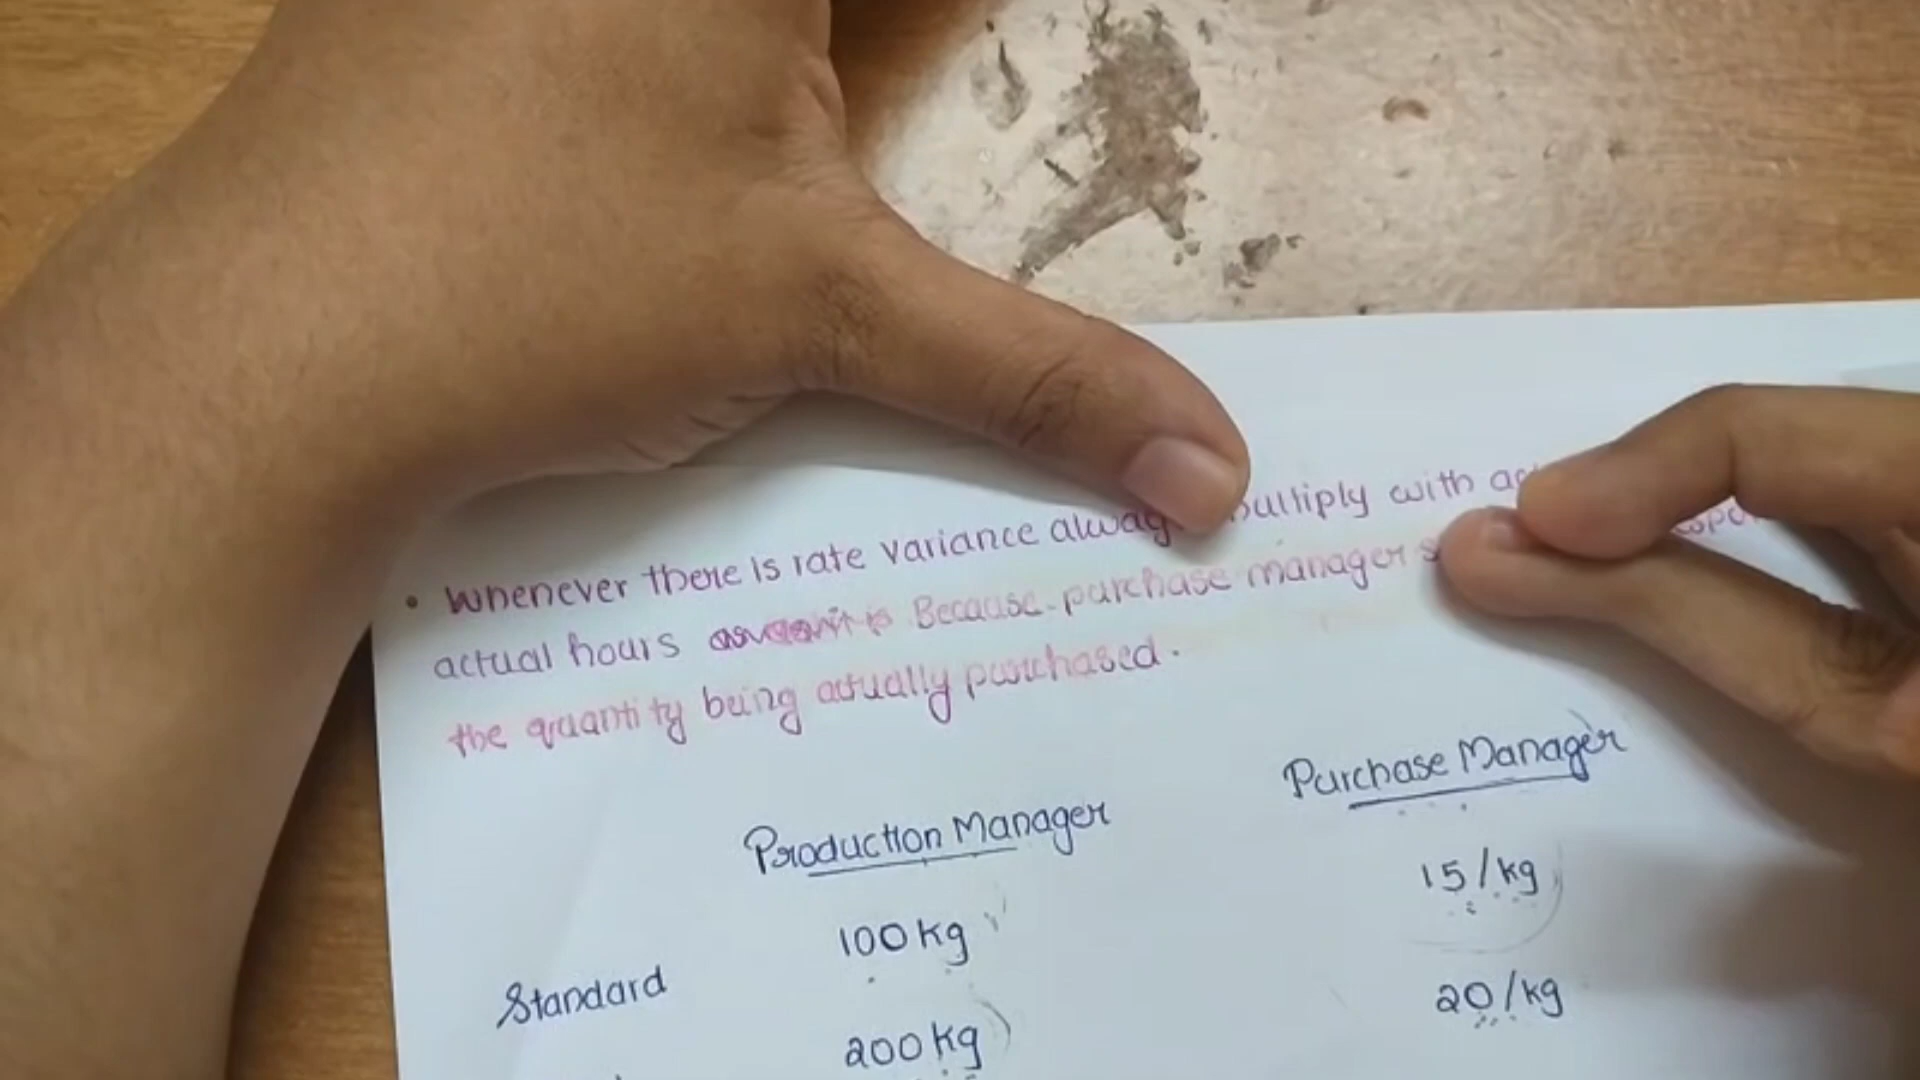 • Whenever there is rate variance always multiply with
actual hours Because purchase manager
the quantity being actually purchased.
Production Manager Purchase Manager
100 kg 15/kg
Standard
200 kg 20/kg